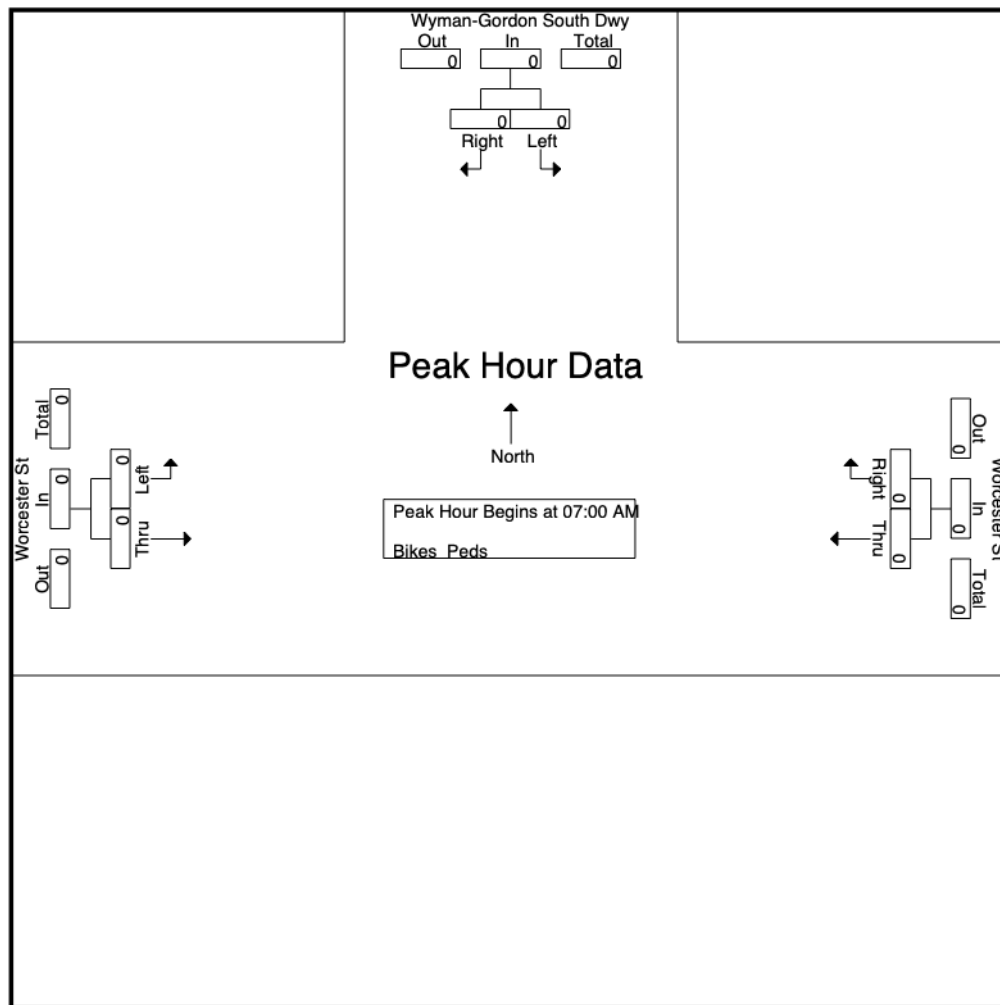 Wyman-Gordon South Dwy
Out In Total
0 0 0
0 0
Right Left
Peak Hour Data
North
Peak Hour Begins at 07:00 AM
Bikes Peds
Worcester St
Total In Out
0 0 0
0 0
Left Thru
Worcester St
Out In Total
0 0 0
0 0
Right Thru